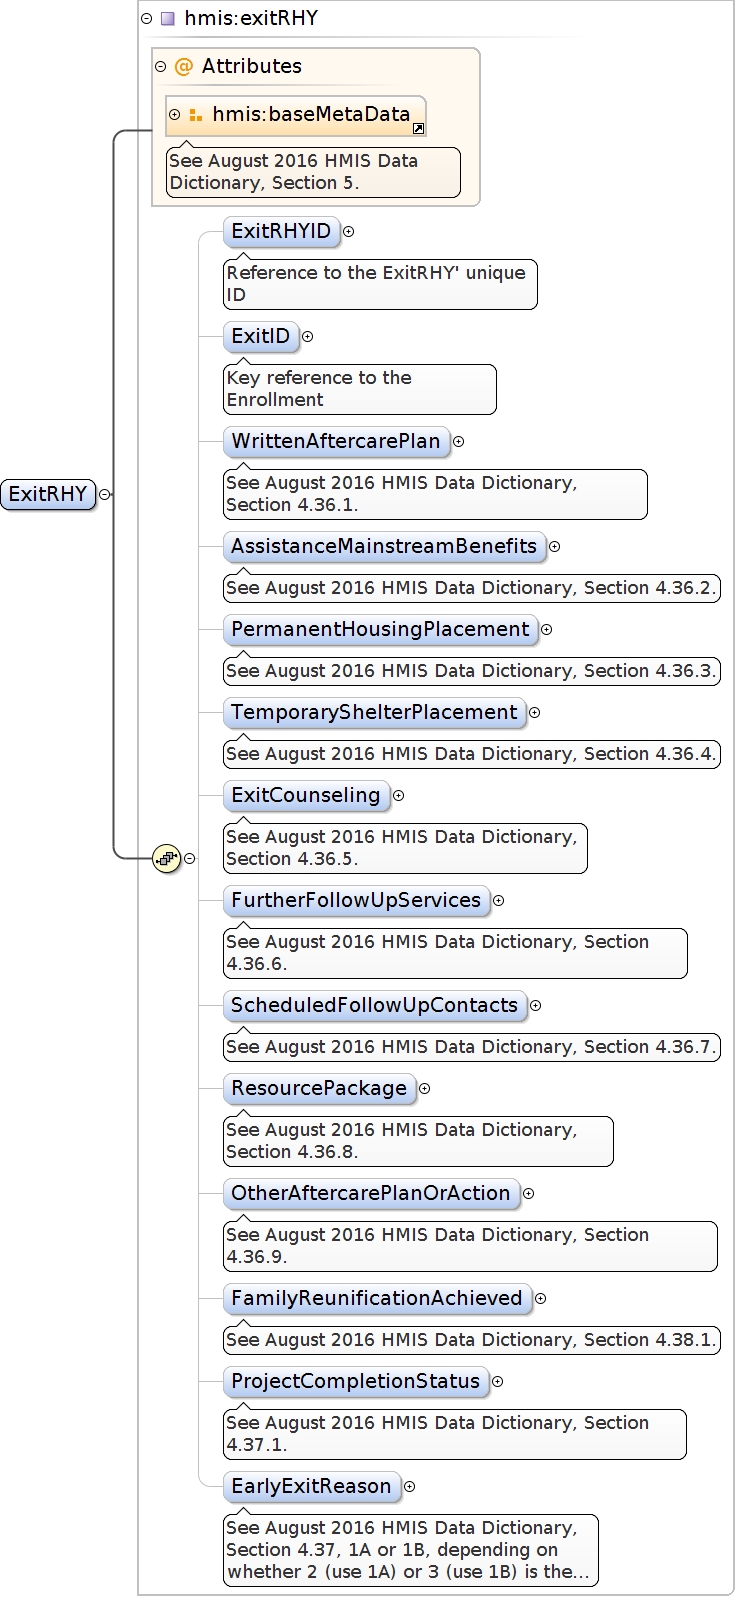 hmis:exitRHY
@ Attributes
hmis:baseMetaData
See August 2016 HMIS Data
Dictionary, Section 5.
ExitRHYID
Reference to the ExitRHY' unique
ID
ExitID
Key reference to the
Enrollment
WrittenAftercarePlan
See August 2016 HMIS Data Dictionary,
Section 4.36.1.
ExitRHY
AssistanceMainstreamBenefits
See August 2016 HMIS Data Dictionary, Section 4.36.2.
PermanentHousingPlacement
See August 2016 HMIS Data Dictionary, Section 4.36.3.
TemporaryShelterPlacement
See August 2016 HMIS Data Dictionary, Section 4.36.4.
ExitCounseling
See August 2016 HMIS Data Dictionary,
Section 4.36.5.
FurtherFollowUpServices
See August 2016 HMIS Data Dictionary, Section
4.36.6.
ScheduledFollowUpContacts
See August 2016 HMIS Data Dictionary, Section 4.36.7.
ResourcePackage
See August 2016 HMIS Data Dictionary,
Section 4.36.8.
OtherAftercarePlanOrAction
See August 2016 HMIS Data Dictionary, Section
4.36.9.
FamilyReunificationAchieved
See August 2016 HMIS Data Dictionary, Section 4.38.1.
ProjectCompletionStatus
See August 2016 HMIS Data Dictionary, Section
4.37.1.
EarlyExitReason
See August 2016 HMIS Data Dictionary,
Section 4.37, 1A or 1B, depending on
whether 2 (use 1A) or 3 (use 1B) is the...